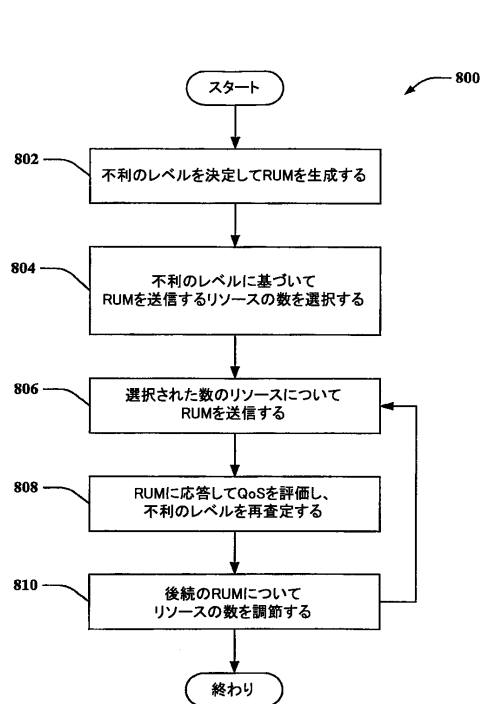 800
スタート
802
不利のレベルを決定してRUMを生成する
804
不利のレベルに基づいて
RUMを送信するリソースの数を選択する
806
選択された数のリソースについて
RUMを送信する
808
RUMに応答してQoSを評価し、
不利のレベルを再査定する
810
後続のRUMについて
リソースの数を調節する
終わり